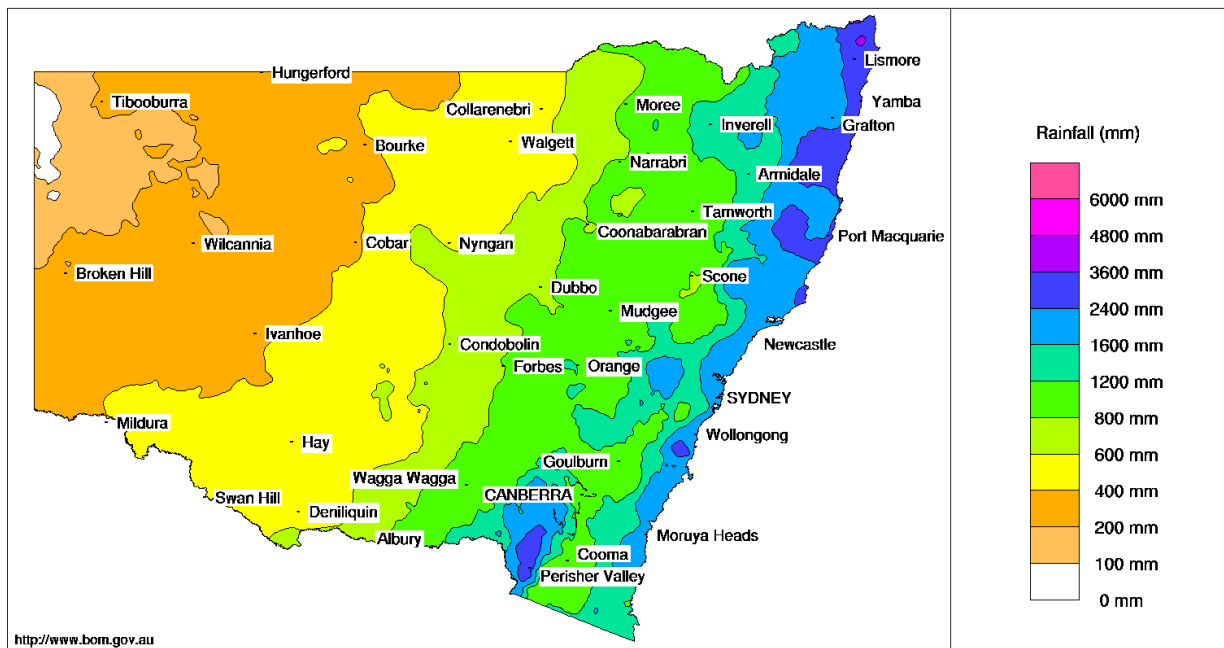 Lismore
Hungerford
Tibooburra
Yamba
Collarenebri
Moree
Grafton
Inverell
Bourke
Walgett
Narrabri
Armidale
Tamworth
Coonabarabran
Port Macquarie
Wilcannia
Cobar
Nyngan
Broken Hill
Scone
Dubbo
Mudgee
Ivanhoe
Condobolin
Newcastle
Forbes
Orange
SYDNEY
Mildura
Wollongong
Hay
Goulburn
Wagga Wagga
CANBERRA
Swan Hill
Deniliquin
Albury
Moruya Heads
Cooma
Perisher Valley
http://www.bom.gov.au
Rainfall (mm)
6000 mm
4800 mm
3600 mm
2400 mm
1600 mm
1200 mm
800 mm
600 mm
400 mm
200 mm
100 mm
0 mm